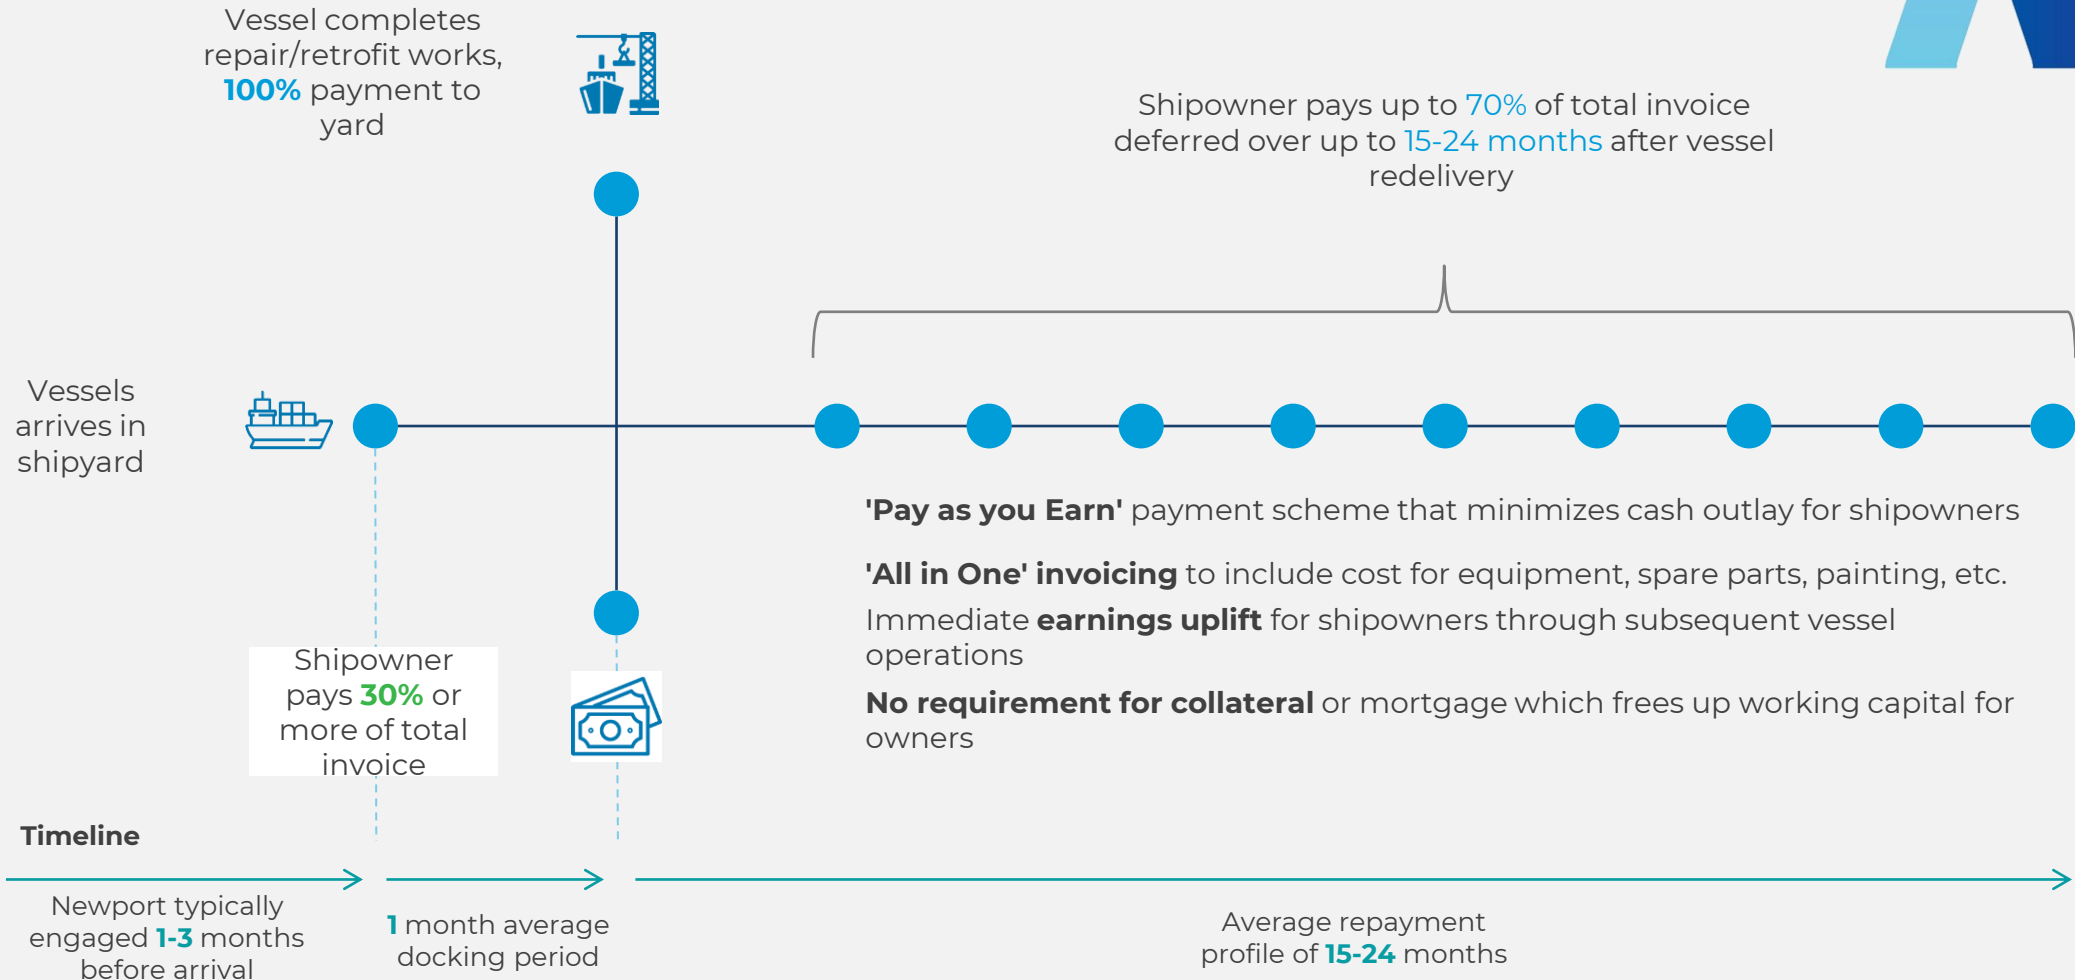 Vessel completes
repair/retrofit works,
100% payment to
yard
Shipowner pays up to 70% of total invoice
deferred over up to 15-24 months after vessel
redelivery
Vessels
arrives in
shipyard
'Pay as you Earn' payment scheme that minimizes cash outlay for shipowners
'All in One' invoicing to include cost for equipment, spare parts, painting, etc.
Immediate earnings uplift for shipowners through subsequent vessel
operations
No requirement for collateral or mortgage which frees up working capital for
owners
Shipowner
pays 30% or
more of total
invoice
Timeline
Newport typically
engaged 1-3 months
before arrival
1 month average
docking period
Average repayment
profile of 15-24 months